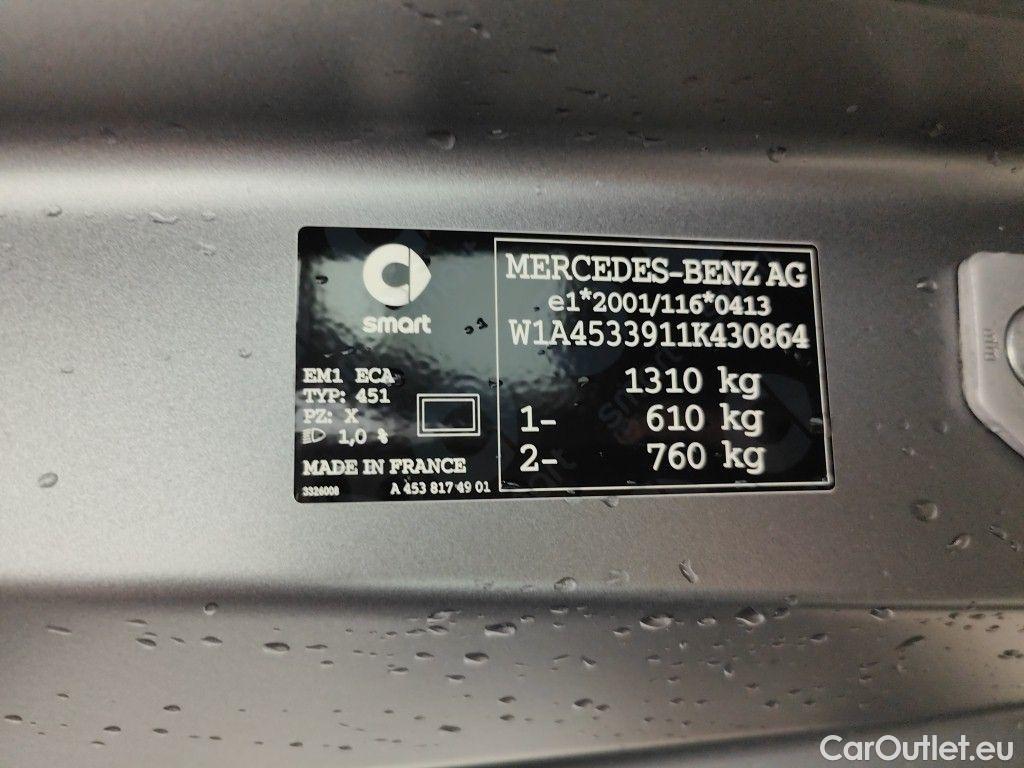 smart
EM1 ECA
TYP: 451
PZ: X
1,0 %
MADE IN FRANCE
3326008
A 453 817 49 01
MERCEDES-BENZ AG
e1*2001/116*0413
W1A4533911K430864
1310 kg
1- 610 kg
2- 760 kg
CarOutlet.eu